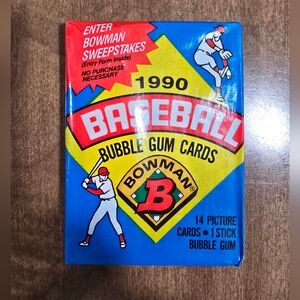 ENTER
BOWMAN
SWEEPSTAKES
(Entry Form Inside)
NO PURCHASE
NECESSARY
1990
BASEBALL
BUBBLE GUM CARDS
BOWMAN
B
14 PICTURE
CARDS • 1 STICK
BUBBLE GUM